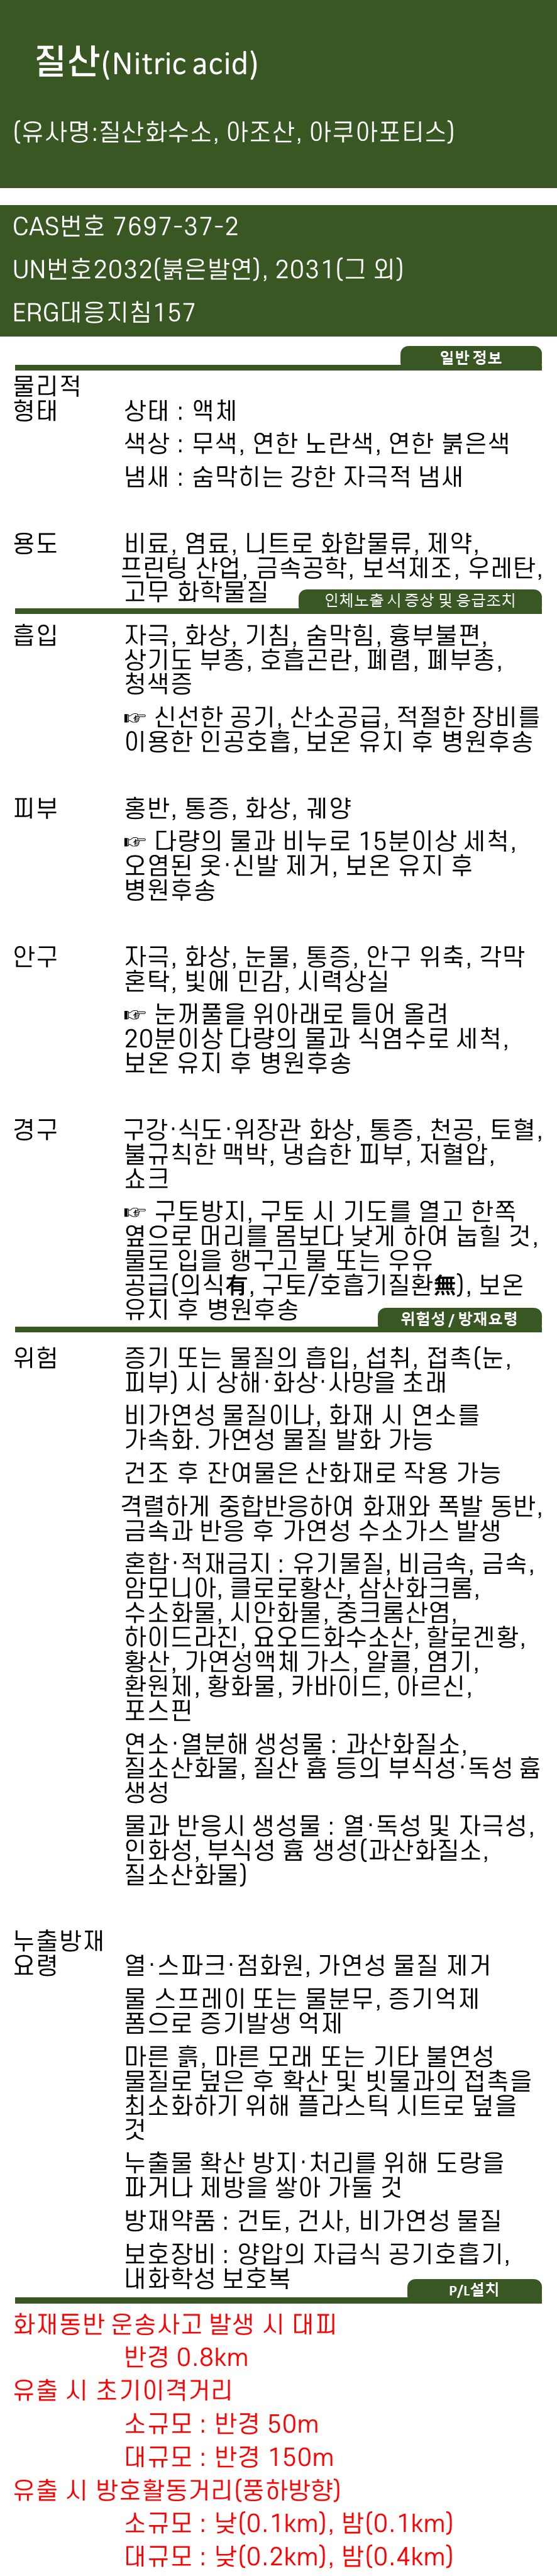 질산(Nitric acid)
(유사명:질산화수소, 아조산, 아쿠아포티스)
CAS번호 7697-37-2
UN번호2032(붉은발연), 2031(그 외)
ERG대응지침157
일반 정보
물리적
형태 상태 : 액체
색상 : 무색, 연한 노란색, 연한 붉은색
냄새 : 숨막히는 강한 자극적 냄새
용도 비료, 염료, 니트로 화합물류, 제약,
프린팅 산업, 금속공학, 보석제조, 우레탄,
고무 화학물질
인체노출 시 증상 및 응급조치
흡입 자극, 화상, 기침, 숨막힘, 흉부불편,
상기도 부종, 호흡곤란, 폐렴, 폐부종,
청색증
☞ 신선한 공기, 산소공급, 적절한 장비를
이용한 인공호흡, 보온 유지 후 병원후송
피부 홍반, 통증, 화상, 궤양
☞ 다량의 물과 비누로 15분이상 세척,
오염된 옷·신발 제거, 보온 유지 후
병원후송
안구 자극, 화상, 눈물, 통증, 안구 위축, 각막
혼탁, 빛에 민감, 시력상실
☞ 눈꺼풀을 위아래로 들어 올려
20분이상 다량의 물과 식염수로 세척,
보온 유지 후 병원후송
경구 구강·식도·위장관 화상, 통증, 천공, 토혈,
불규칙한 맥박, 냉습한 피부, 저혈압,
쇼크
☞ 구토방지, 구토 시 기도를 열고 한쪽
옆으로 머리를 몸보다 낮게 하여 눕힐 것,
물로 입을 행구고 물 또는 우유
공급(의식有, 구토/호흡기질환無), 보온
유지 후 병원후송
위험성 / 방재요령
위험 증기 또는 물질의 흡입, 섭취, 접촉(눈,
피부) 시 상해·화상·사망을 초래
비가연성 물질이나, 화재 시 연소를
가속화. 가연성 물질 발화 가능
건조 후 잔여물은 산화재로 작용 가능
격렬하게 중합반응하여 화재와 폭발 동반,
금속과 반응 후 가연성 수소가스 발생
혼합·적재금지 : 유기물질, 비금속, 금속,
암모니아, 클로로황산, 삼산화크롬,
수소화물, 시안화물, 중크롬산염,
하이드라진, 요오드화수소산, 할로겐황,
황산, 가연성액체 가스, 알콜, 염기,
환원제, 황화물, 카바이드, 아르신,
포스핀
연소·열분해 생성물 : 과산화질소,
질소산화물, 질산 흄 등의 부식성·독성 흄
생성
물과 반응시 생성물 : 열·독성 및 자극성,
인화성, 부식성 흄 생성(과산화질소,
질소산화물)
누출방재
요령 열·스파크·점화원, 가연성 물질 제거
물 스프레이 또는 물분무, 증기억제
폼으로 증기발생 억제
마른 흙, 마른 모래 또는 기타 불연성
물질로 덮은 후 확산 및 빗물과의 접촉을
최소화하기 위해 플라스틱 시트로 덮을
것
누출물 확산 방지·처리를 위해 도랑을
파거나 제방을 쌓아 가둘 것
방재약품 : 건토, 건사, 비가연성 물질
보호장비 : 양압의 자급식 공기호흡기,
내화학성 보호복
P/L설치
화재동반 운송사고 발생 시 대피
반경 0.8km
유출 시 초기이격거리
소규모 : 반경 50m
대규모 : 반경 150m
유출 시 방호활동거리(풍하방향)
소규모 : 낮(0.1km), 밤(0.1km)
대규모 : 낮(0.2km), 밤(0.4km)